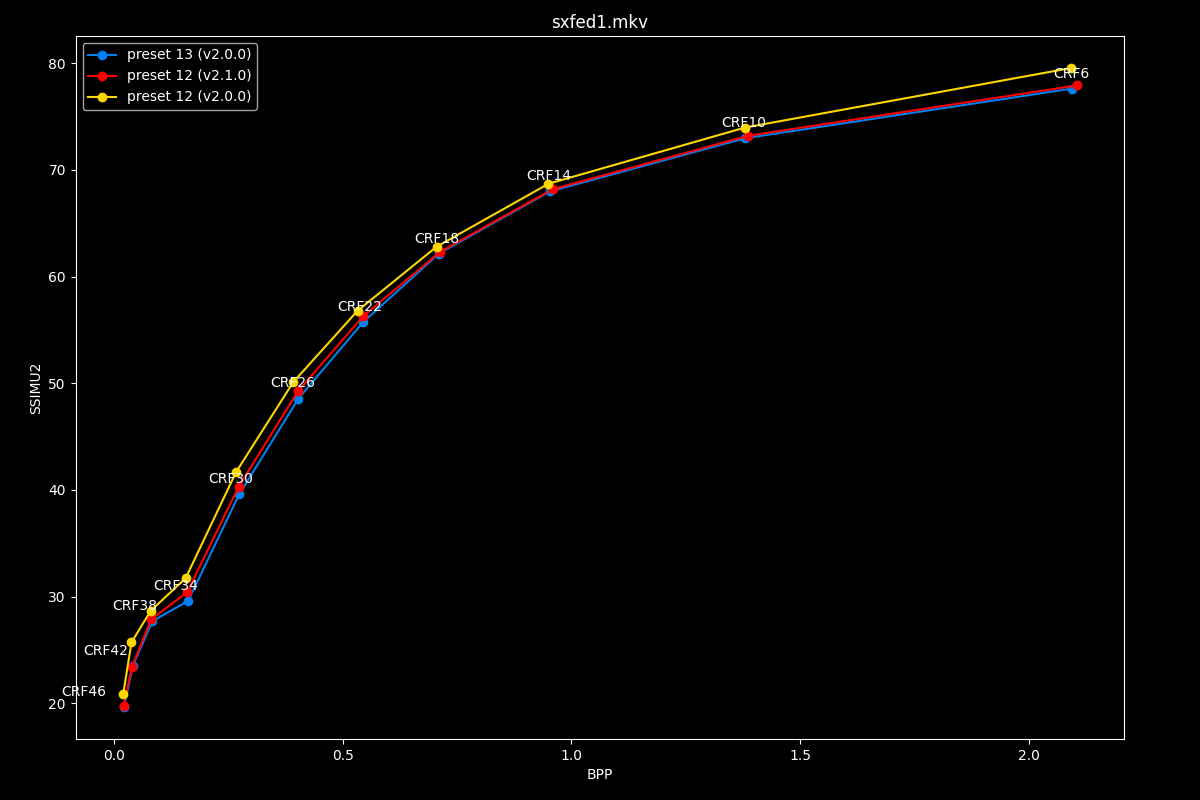 sxfed1.mkv
preset 13 (v2.0.0)
preset 12 (v2.1.0)
preset 12 (v2.0.0)
80
70
60
50
40
30
20
SSIMU2
CRF6
CRF10
CRF14
CRF18
CRF22
CRF26
CRF30
CRF34
CRF38
CRF42
CRF46
0.0 0.5 1.0 1.5 2.0
BPP